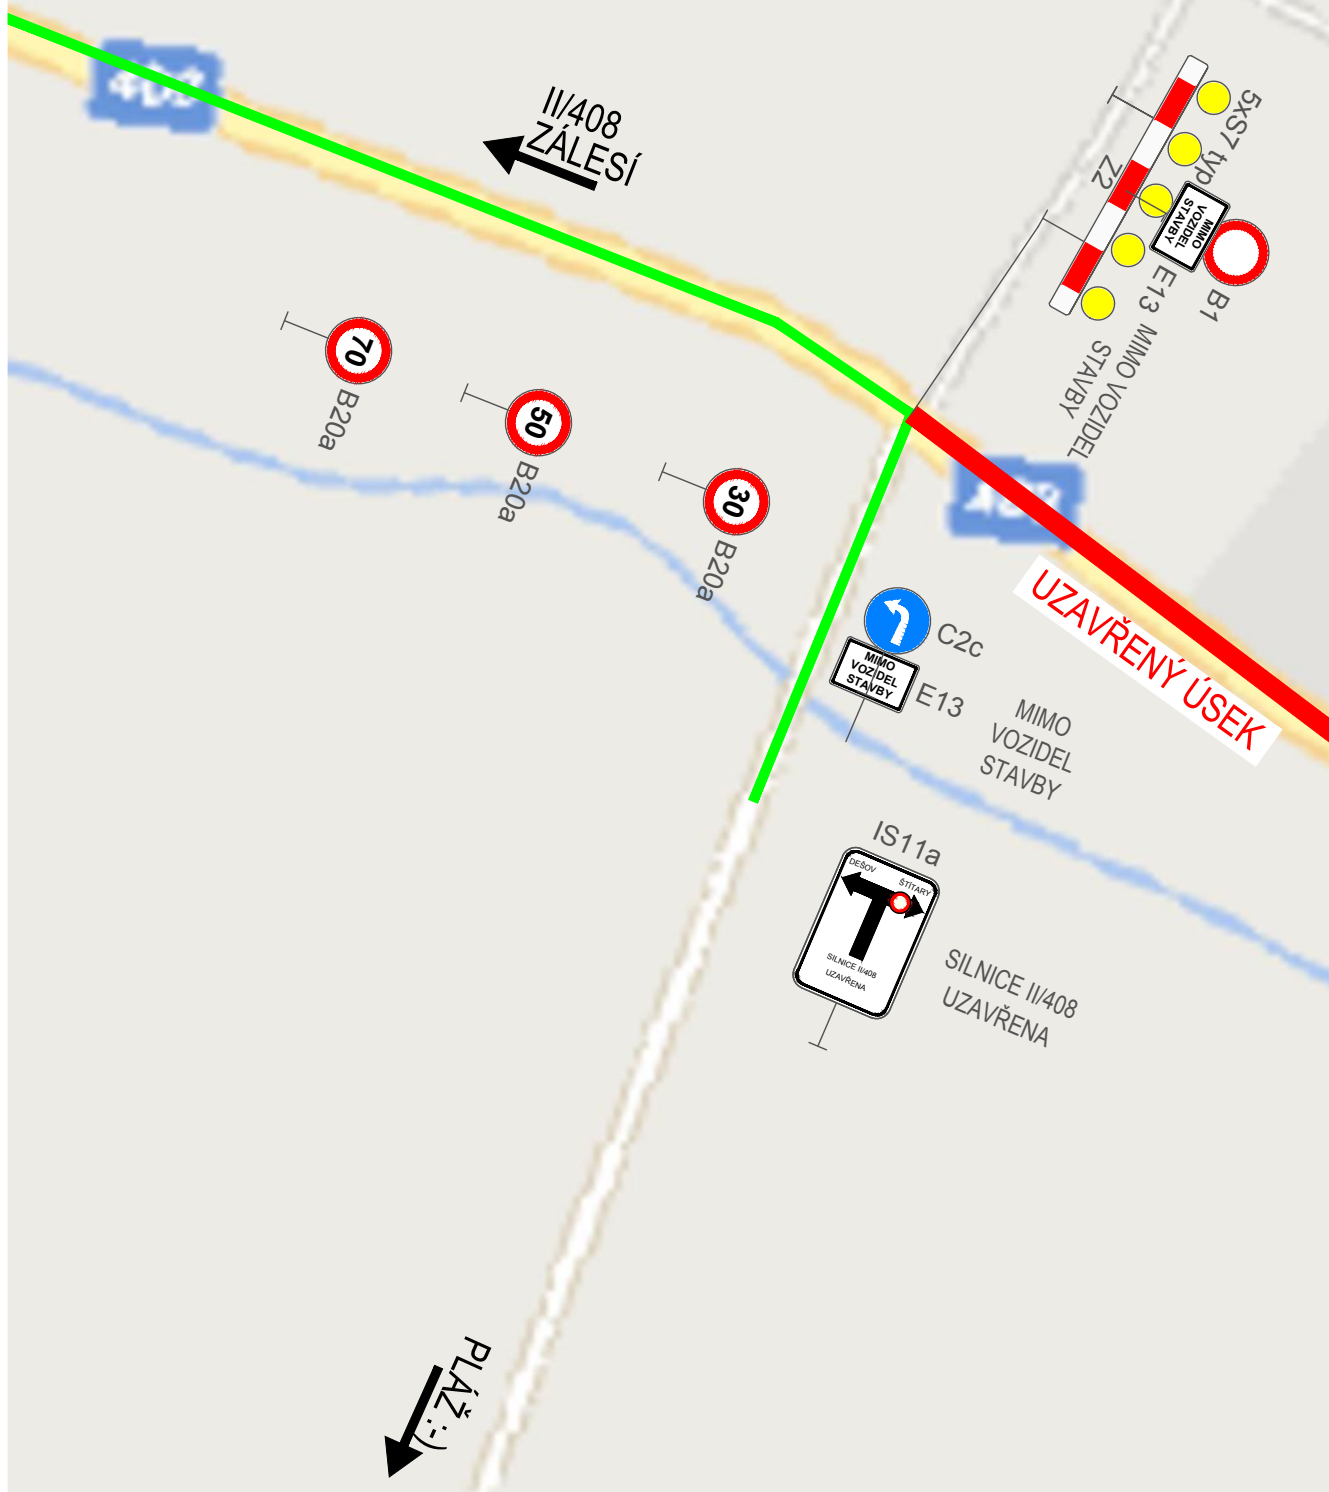 II/408
ZÁLESÍ
5xS7 typ
Z2
MIMO
VOZIDEL
STAVBY
B1
E13 MIMO VOZIDEL
STAVBY
70
B20a
50
B20a
30
B20a
UZAVŘENÝ ÚSEK
C2c
MIMO
VOZIDEL
STAVBY
E13
MIMO
VOZIDEL
STAVBY
IS11a
DEŠOV
ŠTÍTARY
SILNICE II/408
UZAVŘENA
SILNICE II/408
UZAVŘENA
PLÁŽ :-)